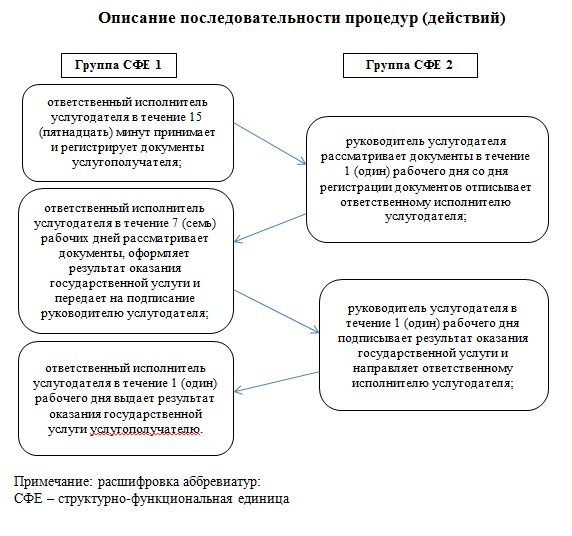 Описание последовательности процедур (действий)
Группа СФЕ 1
Группа СФЕ 2
ответственный исполнитель
услугодателя в течение 15
(пятнадцать) минут принимает
и регистрирует документы
услугополучателя;
руководитель услугодателя
рассматривает документы в течение
1 (один) рабочего дня со дня
регистрации документов отписывает
ответственному исполнителю
услугодателя;
ответственный исполнитель
услугодателя в течение 7 (семь)
рабочих дней рассматривает
документы, оформляет
результат оказания
государственной услуги и
передает на подписание
руководителю услугодателя;
руководитель услугодателя в
течение 1 (один) рабочего дня
подписывает результат оказания
государственной услуги и
направляет ответственному
исполнителю услугодателя;
ответственный исполнитель
услугодателя в течение 1 (один)
рабочего дня выдает результат
оказания государственной
услуги услугополучателю.
Примечание: расшифровка аббревиатур:
СФЕ – структурно-функциональная единица